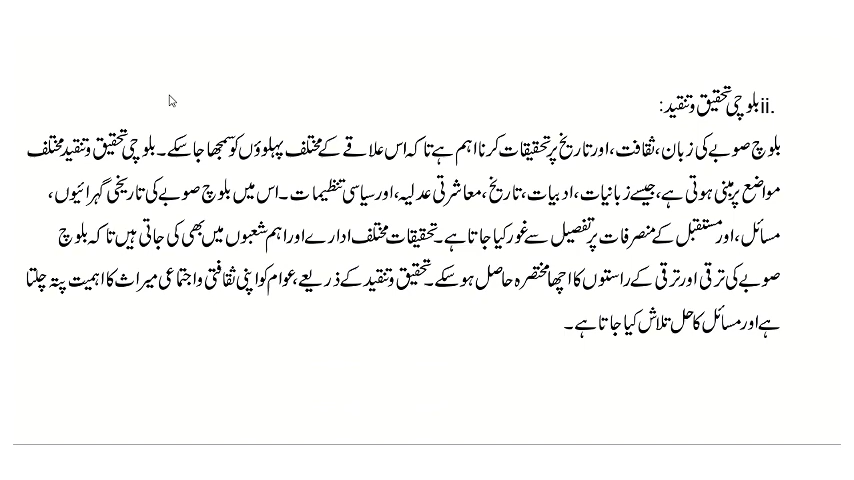 ii. بلوچی تحقیق و تنقید:
بلوچ صوبے کی زبان، ثقافت، اور تاریخ پر تحقیقات کرنا اہم ہے تاکہ اس علاقے کے مختلف پہلوؤں کو سمجھا جا سکے۔ بلوچی تحقیق و تنقید مختلف
مواضع پر مبنی ہوتی ہے، جیسے زبانیات، ادبیات، تاریخ، معاشرتی عدلیہ، اور سیاسی تنظیمات۔ اس میں بلوچ صوبے کی تاریخی گہرائیوں،
مسائل، اور مستقبل کے منصرفات پر تفصیل سے غور کیا جاتا ہے۔ تحقیقات مختلف ادارے اور اہم شعبوں میں بھی کی جاتی ہیں تاکہ بلوچ
صوبے کی ترقی اور ترقی کے راستوں کا اچھا مختصرہ حاصل ہو سکے۔ تحقیق و تنقید کے ذریعے، عوام کو اپنی ثقافتی و اجتماعی میراث کا اہمیت پتہ چلتا
ہے اور مسائل کا حل تلاش کیا جاتا ہے۔